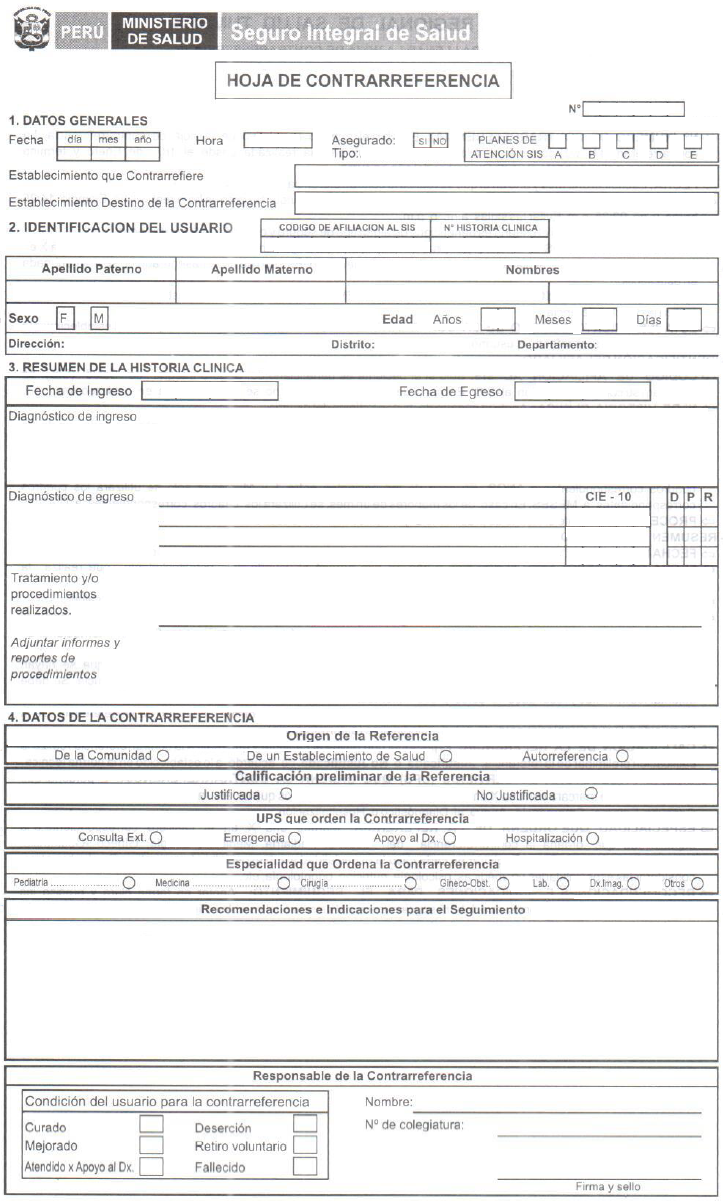 PERÚ MINISTERIO DE SALUD Seguro Integral de Salud
HOJA DE CONTRARREFERENCIA
N°
1. DATOS GENERALES
Fecha día mes año Hora Asegurado: SI NO PLANES DE
Tipo:. ATENCIÓN SIS A B C D E
Establecimiento que Contrarrefiere
Establecimiento Destino de la Contrarreferencia
2. IDENTIFICACION DEL USUARIO CODIGO DE AFILIACION AL SIS N° HISTORIA CLINICA
Apellido Paterno Apellido Materno Nombres
Sexo F M Edad Años Meses Días
Dirección: Distrito: Departamento:
3. RESUMEN DE LA HISTORIA CLINICA
Fecha de Ingreso Fecha de Egreso
Diagnóstico de ingreso
Diagnóstico de egreso CIE - 10 D P R
Tratamiento y/o
procedimientos
realizados.
Adjuntar informes y
reportes de
procedimientos
4. DATOS DE LA CONTRARREFERENCIA
Origen de la Referencia
De la Comunidad De un Establecimiento de Salud Autorreferencia
Calificación preliminar de la Referencia
Justificada No Justificada
UPS que orden la Contrarreferencia
Consulta Ext. Emergencia Apoyo al Dx. Hospitalización
Especialidad que Ordena la Contrarreferencia
Pediatria ...................... Medicina ................................ Cirugia ........................ Gineco-Obst. Lab. Dx.Imag. Otros
Recomendaciones e Indicaciones para el Seguimiento
Responsable de la Contrarreferencia
Condición del usuario para la contrarreferencia Nombre:
Curado Deserción N° de colegiatura:
Mejorado Retiro voluntario
Atendido x Apoyo al Dx. Fallecido
Firma y sello